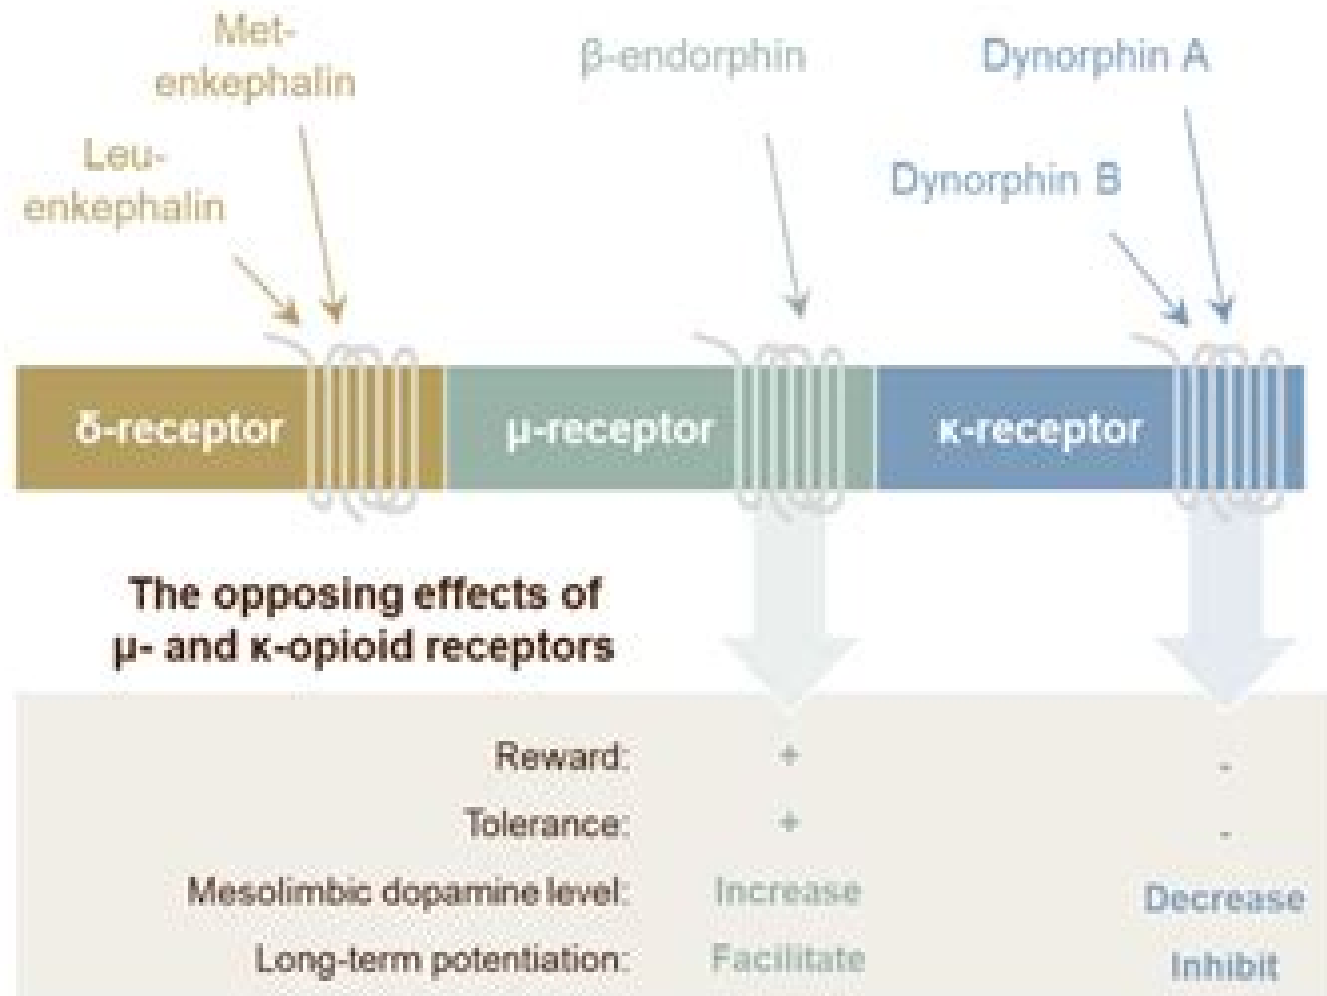 Met-
enkephalin
Leu-
enkephalin
β-endorphin
Dynorphin A
Dynorphin B
δ-receptor
μ-receptor
κ-receptor
The opposing effects of
μ- and κ-opioid receptors
Reward: + -
Tolerance: + -
Mesolimbic dopamine level: Increase Decrease
Long-term potentiation: Facilitate Inhibit